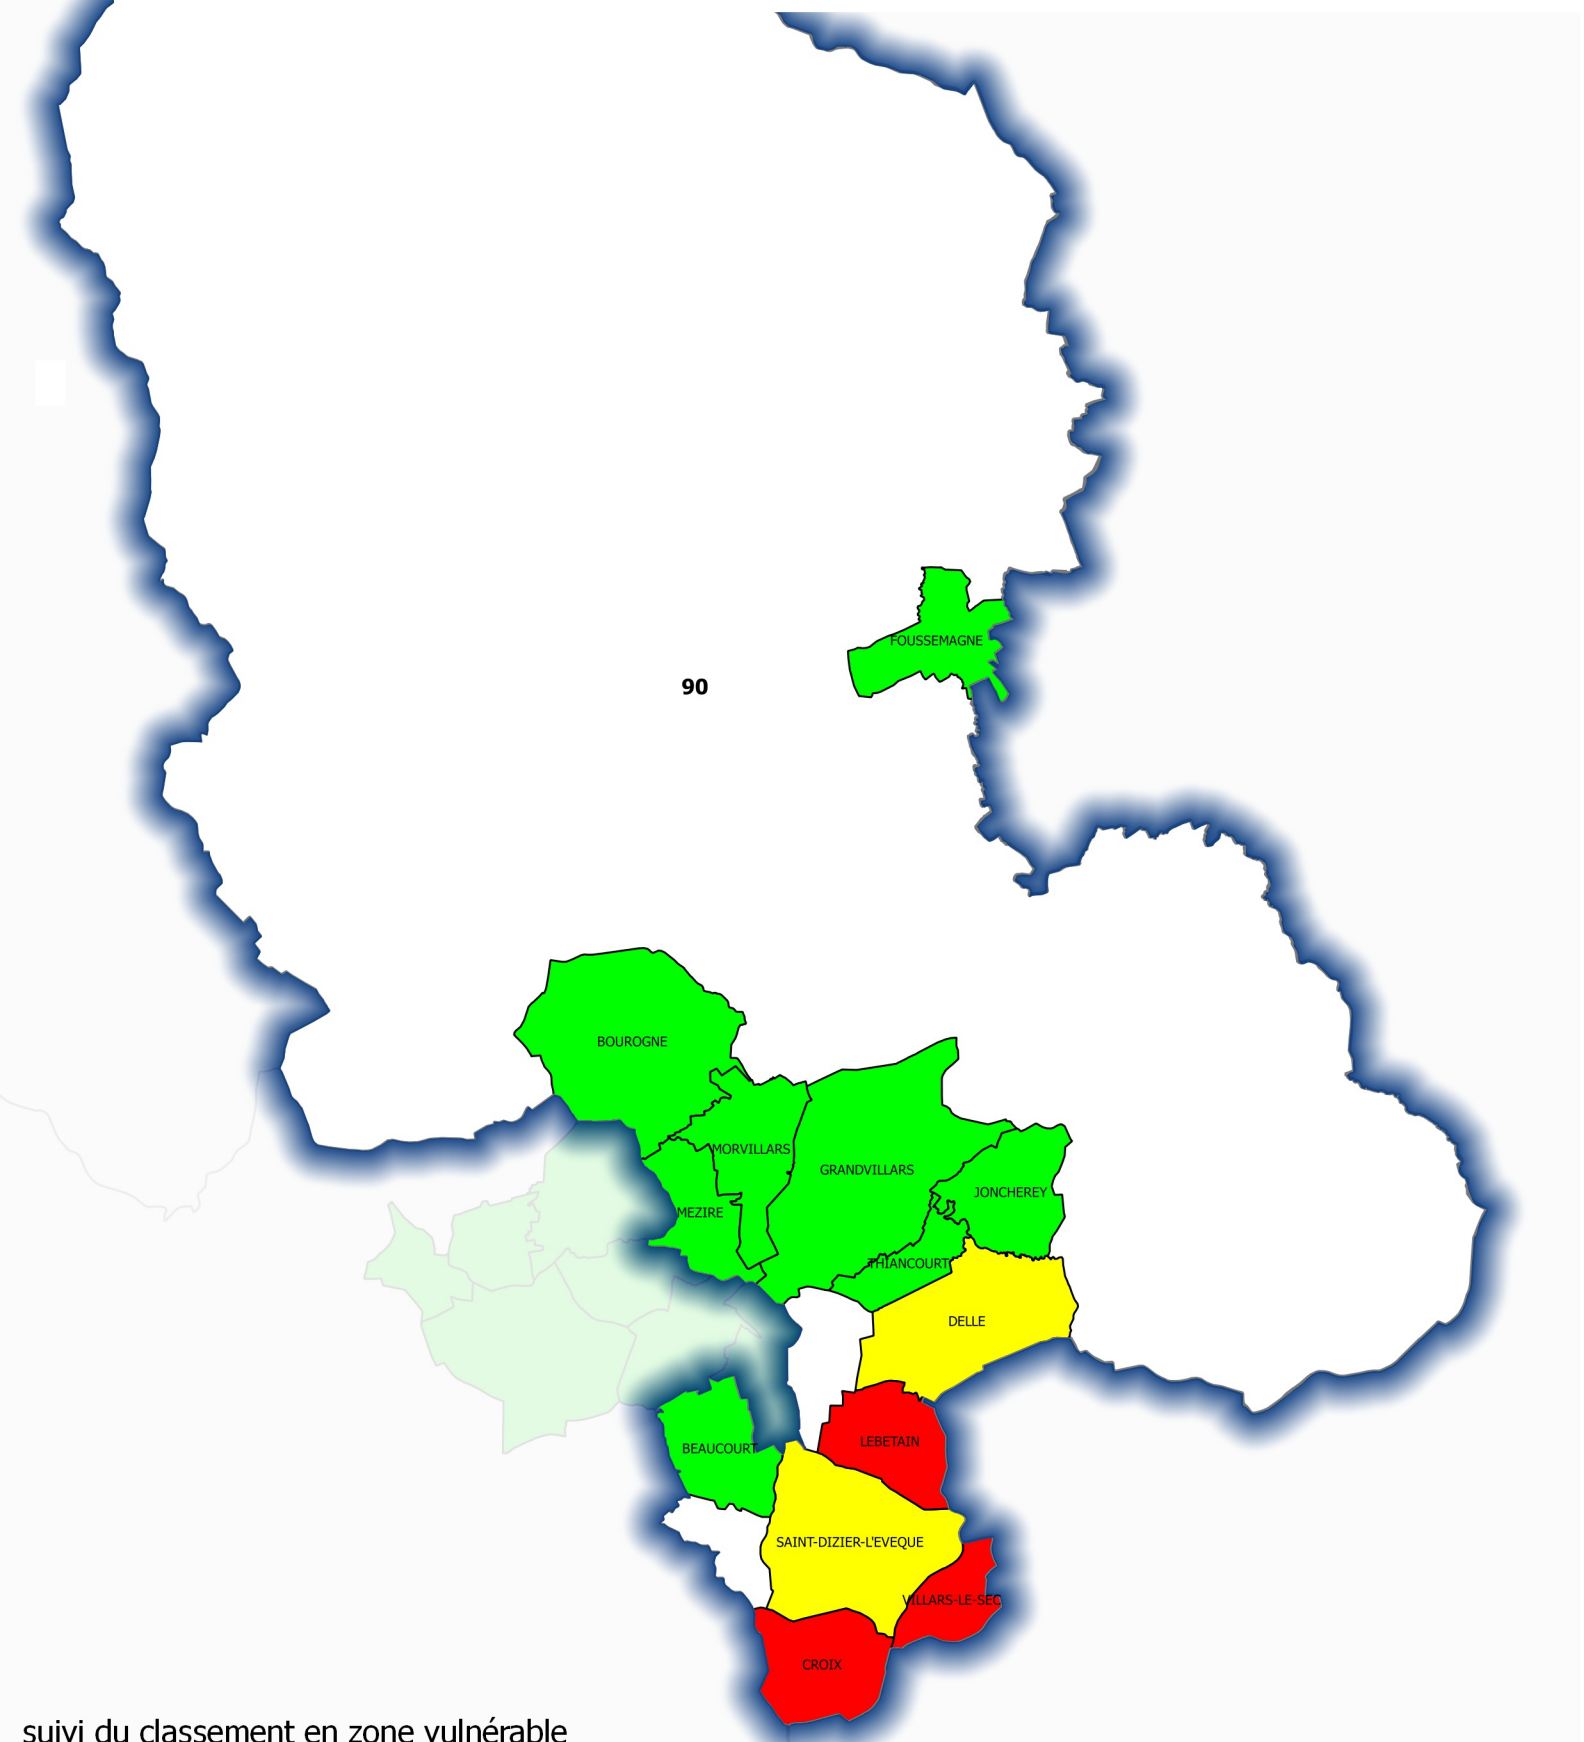 FOUSSEMAGNE
90
BOUROGNE
MORVILLARS
GRANDVILLARS
JONCHEREY
MEZIRE
THIANCOURT
DELLE
LEBETAIN
BEAUCOURT
SAINT-DIZIER-L'EVEQUE
VILLARS-LE-SEC
CROIX
suivi du classement en zone vulnérable